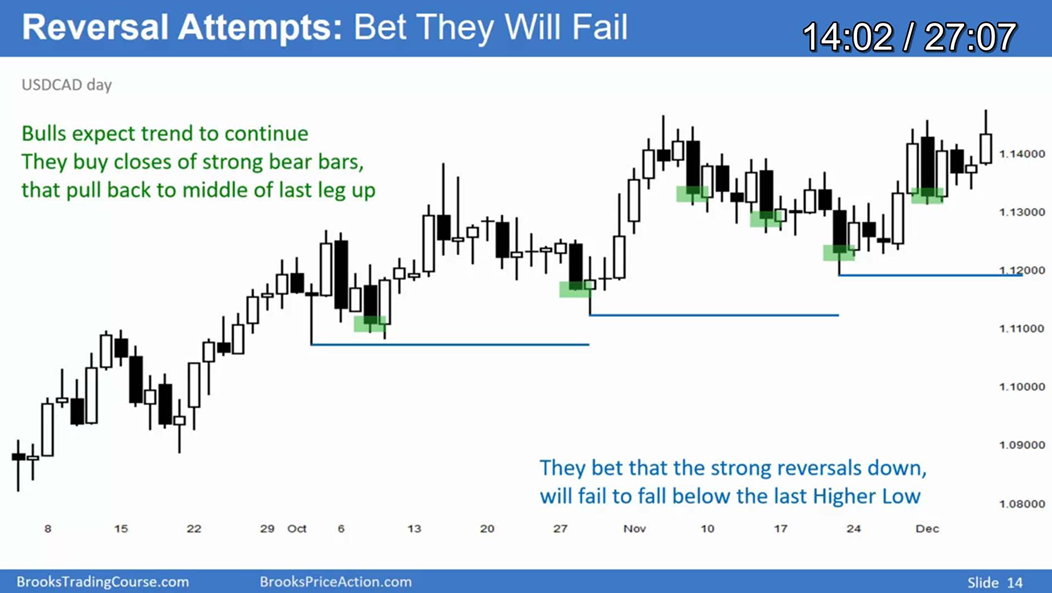 Reversal Attempts: Bet They Will Fail
14:02 / 27:07
USDCAD day
Bulls expect trend to continue
They buy closes of strong bear bars,
that pull back to middle of last leg up
1.14000
1.13000
1.12000
1.11000
1.10000
1.09000
1.08000
They bet that the strong reversals down,
will fail to fall below the last Higher Low
8 15 22 29 Oct 6 13 20 27 Nov 10 17 24 Dec
BrooksTradingCourse.com BrooksPriceAction.com Slide 14